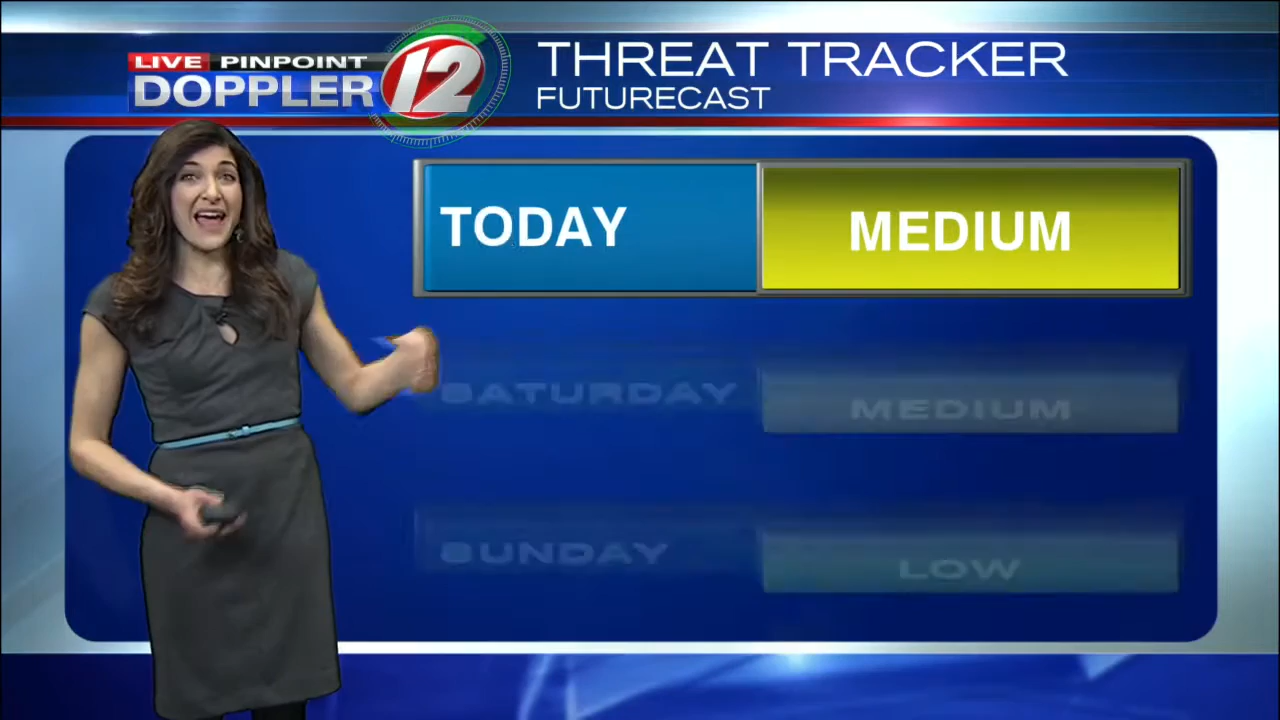 LIVE PINPOINT
DOPPLER 12
THREAT TRACKER
FUTURECAST
TODAY MEDIUM
SATURDAY MEDIUM
SUNDAY LOW